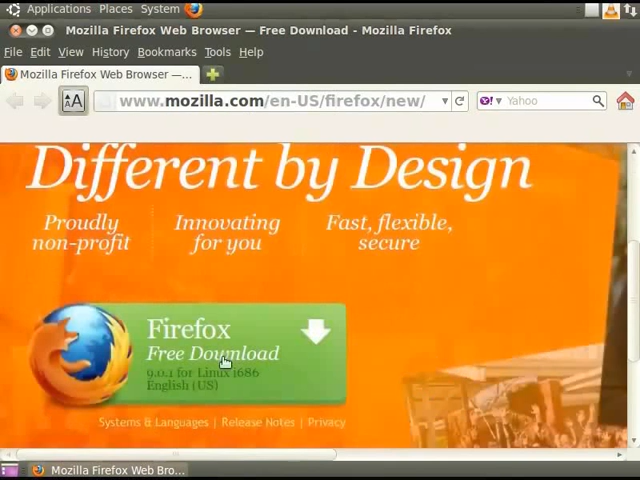 Applications Places System
Mozilla Firefox Web Browser — Free Download - Mozilla Firefox
File Edit View History Bookmarks Tools Help
Mozilla Firefox Web Browser —...
AA www.mozilla.com/en-US/firefox/new/ Yahoo
Different by Design
Proudly
non-profit
Innovating
for you
Fast, flexible,
secure
Firefox
Free Download
9.0.1 for Linux i686
English (US)
Systems & Languages | Release Notes | Privacy
Mozilla Firefox Web Bro...